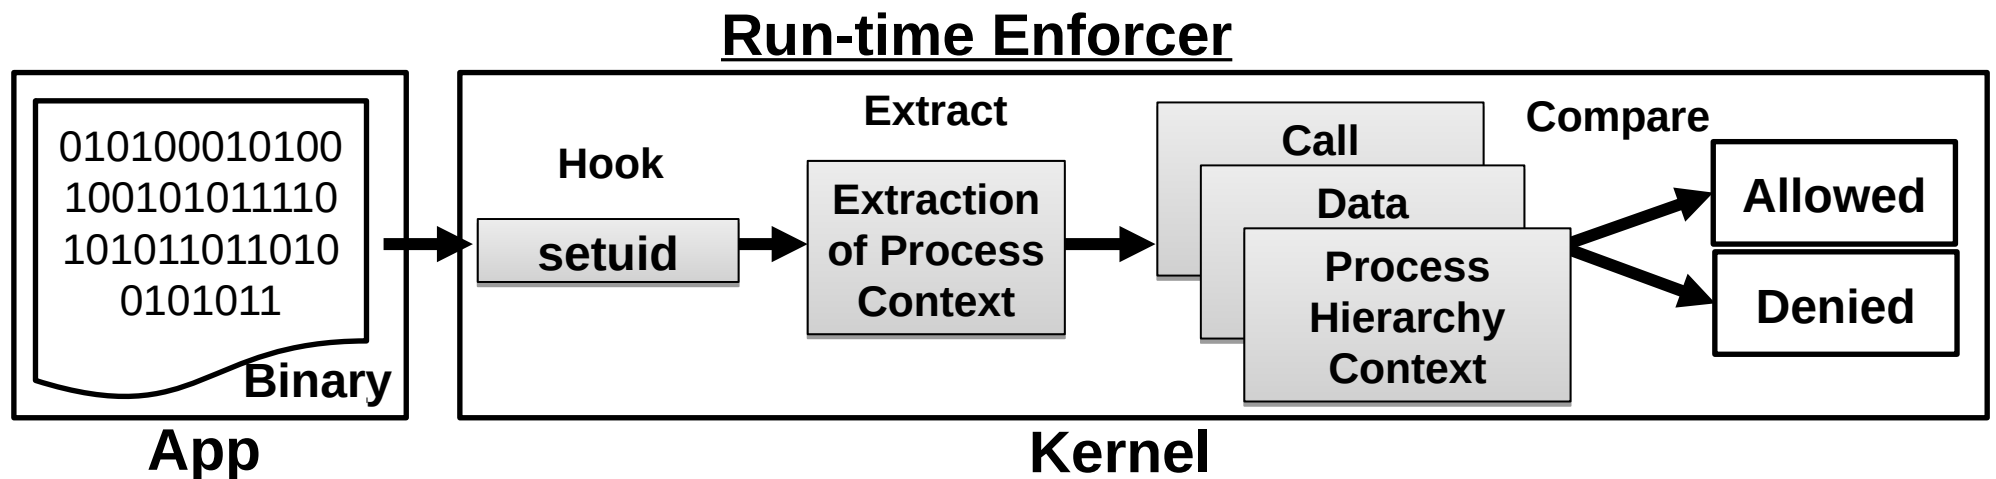 Run-time Enforcer
010100010100
100101011110
101011011010
0101011
Binary
App
Hook
setuid
Extract
Extraction
of Process
Context
Call
Data
Process
Hierarchy
Context
Compare
Allowed
Denied
Kernel